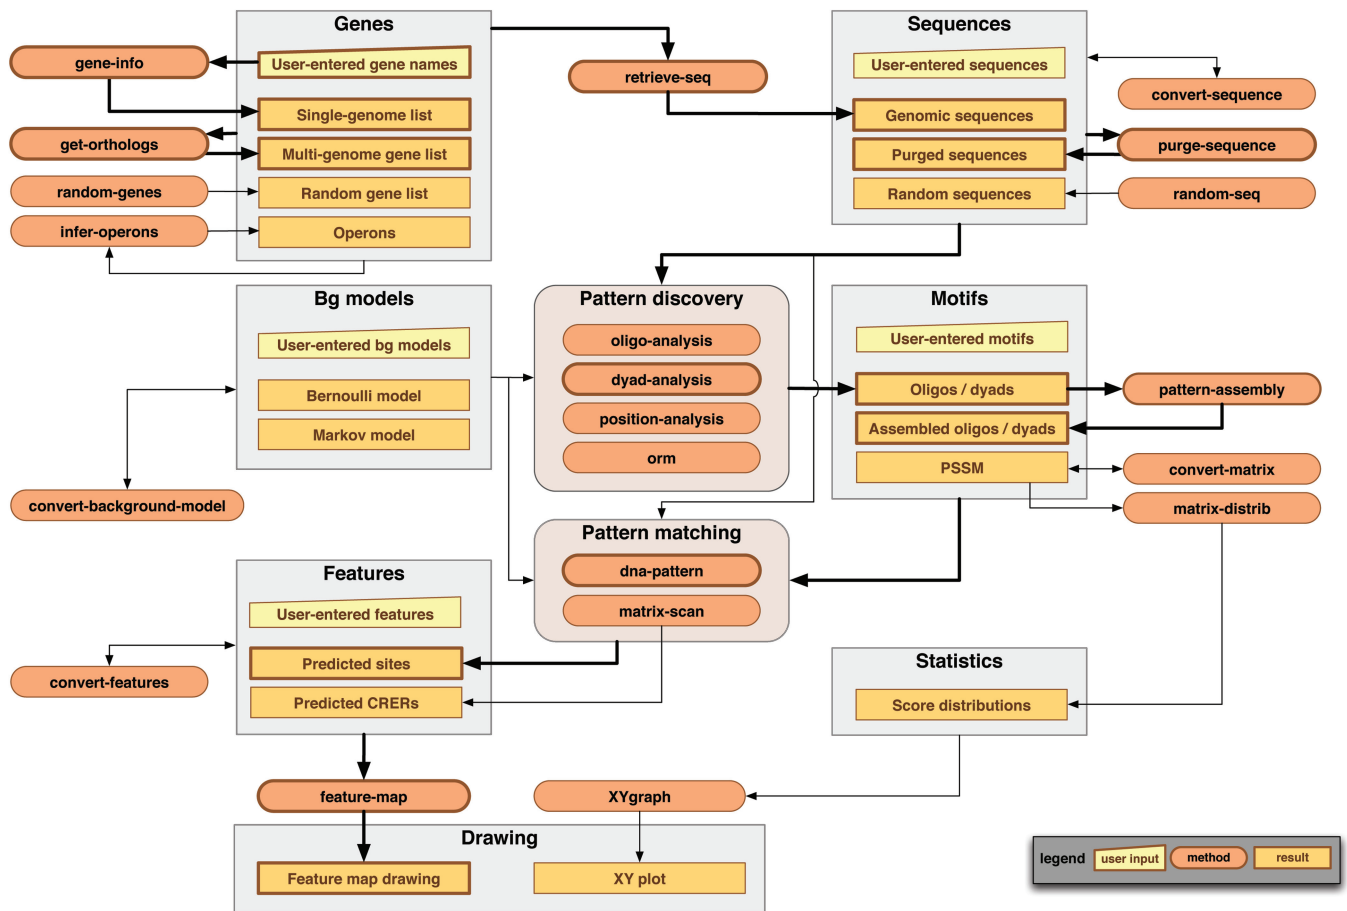 Genes
Sequences
gene-info
User-entered gene names
retrieve-seq
User-entered sequences
convert-sequence
Single-genome list
Genomic sequences
get-orthologs
Multi-genome gene list
Purged sequences
purge-sequence
random-genes
Random gene list
Random sequences
random-seq
infer-operons
Operons
Bg models
Pattern discovery
Motifs
User-entered bg models
oligo-analysis
User-entered motifs
Bernoulli model
dyad-analysis
Oligos / dyads
pattern-assembly
Markov model
position-analysis
Assembled oligos / dyads
orm
PSSM
convert-matrix
convert-background-model
matrix-distrib
Pattern matching
Features
dna-pattern
User-entered features
matrix-scan
convert-features
Predicted sites
Statistics
Predicted CRERs
Score distributions
feature-map
XYgraph
Drawing
Feature map drawing
XY plot
legend
user input
method
result